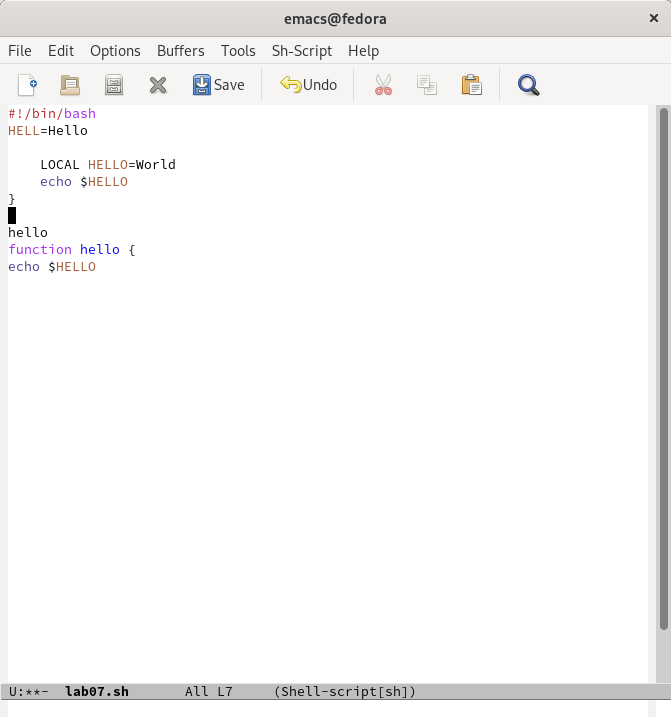 emacs@fedora
File Edit Options Buffers Tools Sh-Script Help
Save Undo
#!/bin/bash
HELL=Hello
LOCAL HELLO=World
echo $HELLO
}
hello
function hello {
echo $HELLO
U:**- lab07.sh All L7 (Shell-script[sh])